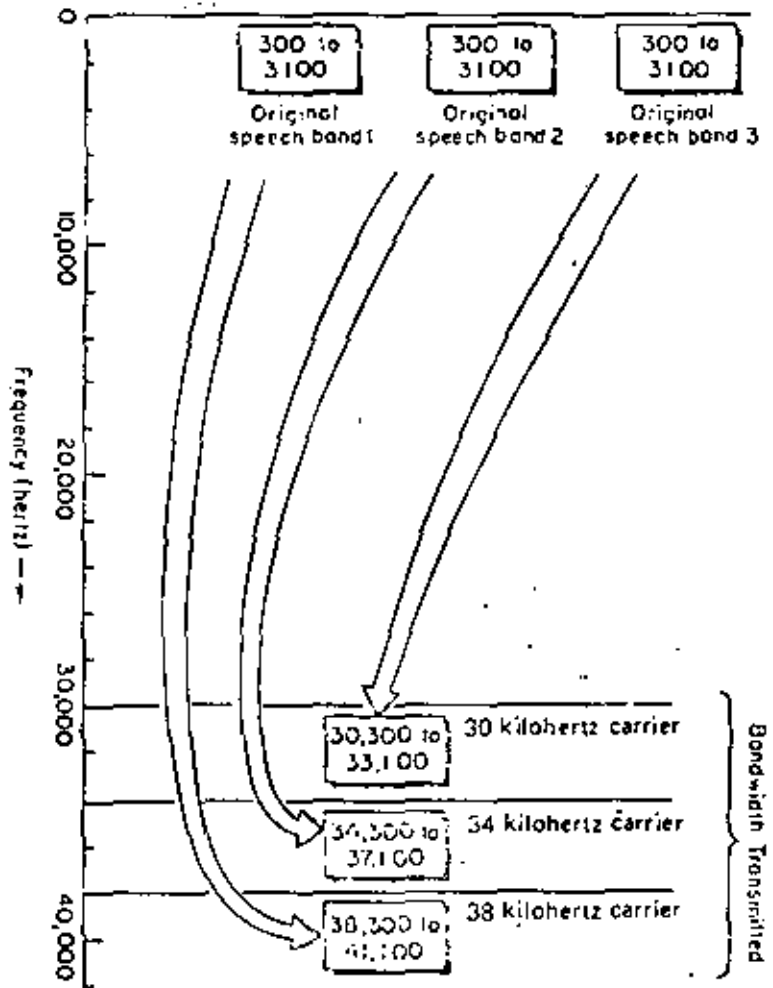 0
300 to
3100
300 to
3100
300 to
3100
Original
speech band 1
Original
speech band 2
Original
speech band 3
10,000
20,000
30,000
40,000
Frequency (hertz) →
30,300 to
33,100
30 kilohertz carrier
34,300 to
37,100
34 kilohertz carrier
38,300 to
41,100
38 kilohertz carrier
Bandwidth Transmitted